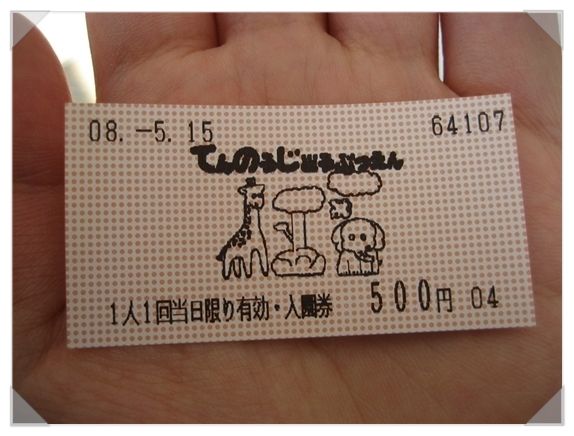 08. -5. 15 64107
てんのうじどうぶつえん
1人1回当日限り有効・入園券 500円 04